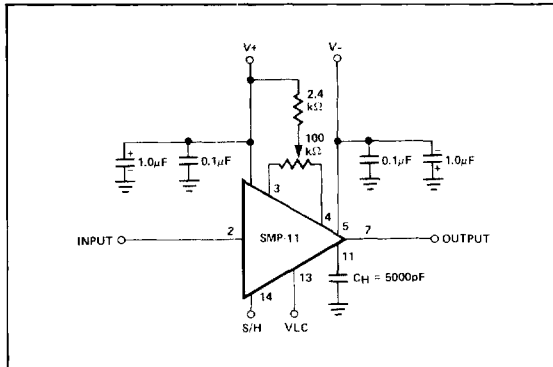 V+
V-
2.4
kΩ
100
kΩ
+
−
1.0μF
0.1μF
0.1μF
−
+
1.0μF
3
4
5
INPUT
2
SMP-11
7
OUTPUT
11
13
14
CH = 5000pF
S/H
VLC